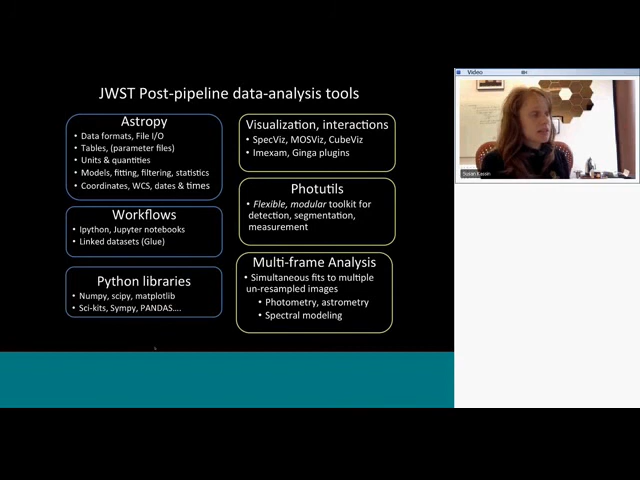 JWST Post-pipeline data-analysis tools
Astropy
• Data formats, File I/O
• Tables, (parameter files)
• Units & quantities
• Models, fitting, filtering, statistics
• Coordinates, WCS, dates & times
Workflows
• Ipython, Jupyter notebooks
• Linked datasets (Glue)
Python libraries
• Numpy, scipy, matplotlib
• Sci-kits, Sympy, PANDAS....
Visualization, interactions
• SpecViz, MOSViz, CubeViz
• Imexam, Ginga plugins
Photutils
• Flexible, modular toolkit for
detection, segmentation,
measurement
Multi-frame Analysis
• Simultaneous fits to multiple
un-resampled images
• Photometry, astrometry
• Spectral modeling
Video
Susan Kassin